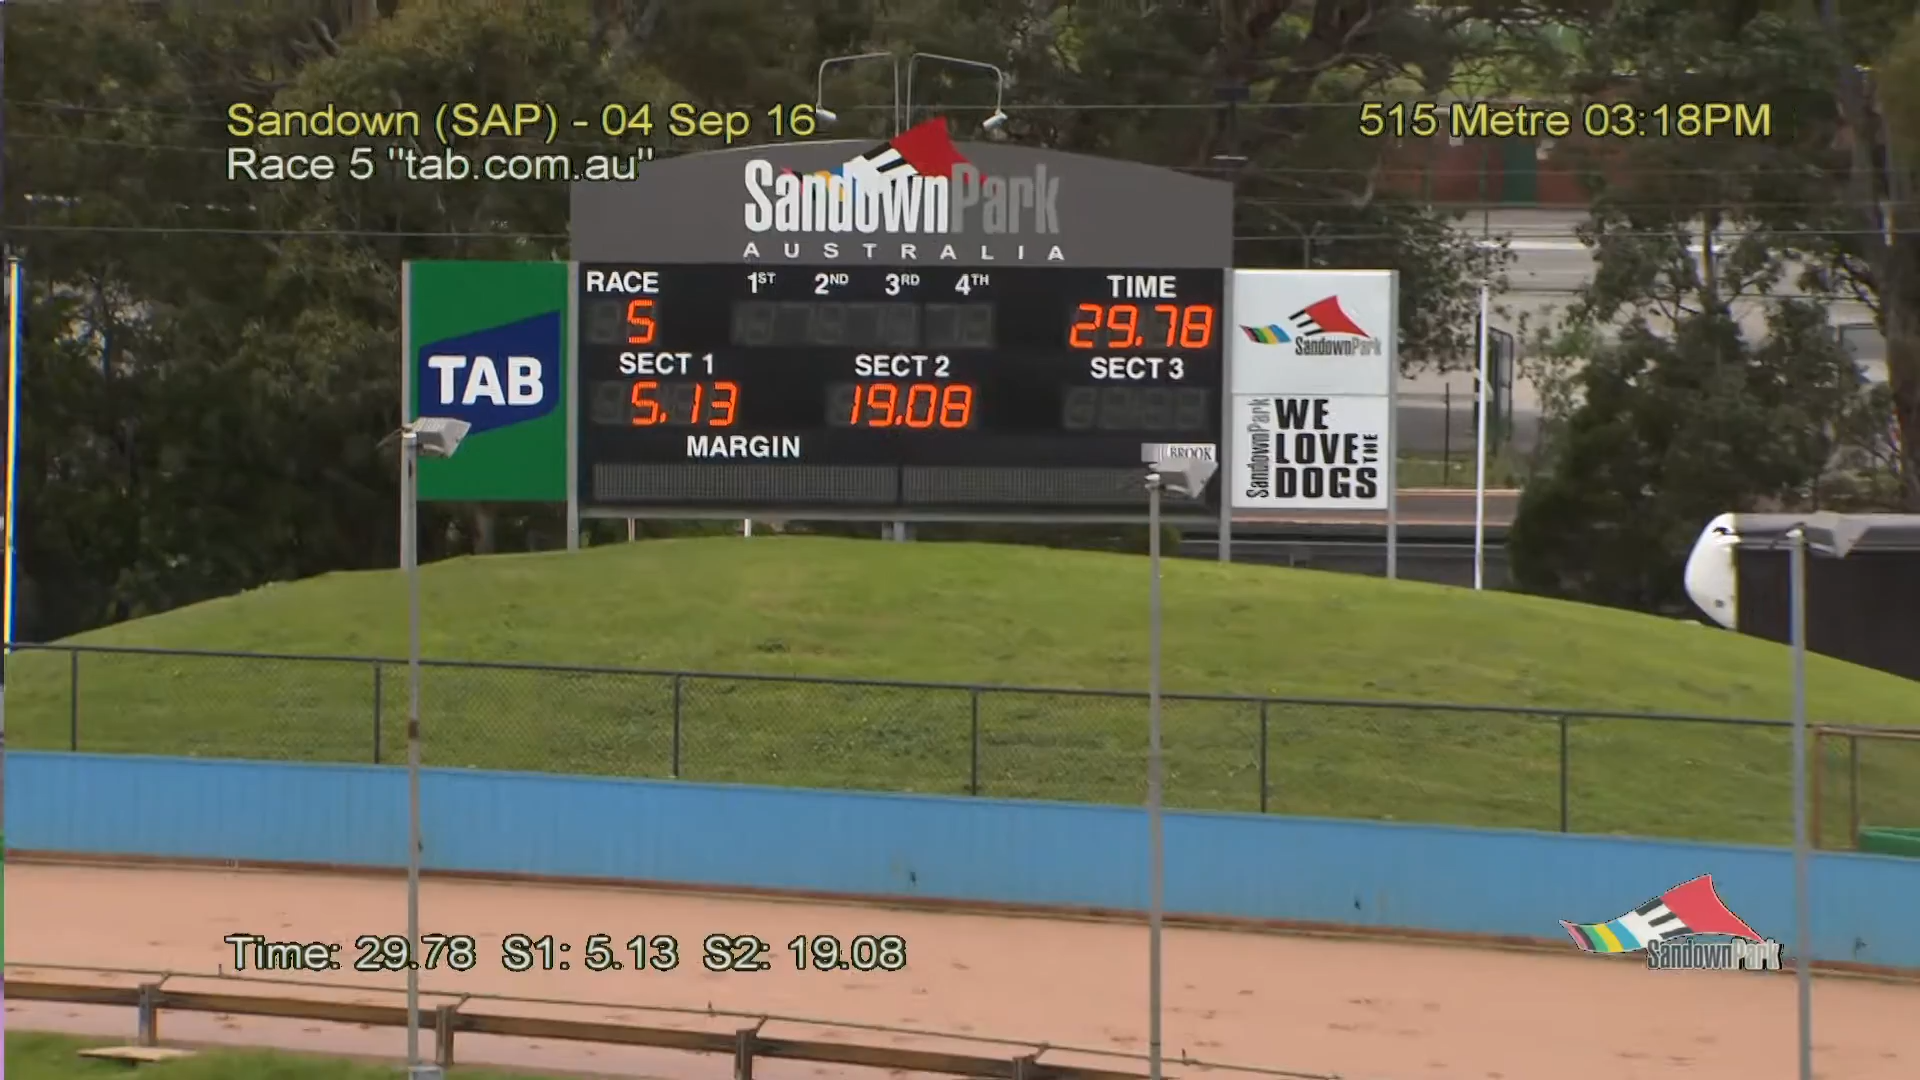 Sandown (SAP) - 04 Sep 16
515 Metre 03:18PM
Race 5 "tab.com.au"
SandownPark
AUSTRALIA
RACE 1ST 2ND 3RD 4TH TIME
5 29.78
SECT 1 SECT 2 SECT 3
5.13 19.08
MARGIN
TAB
BROOK
SandownPark
SandownPark
WE
LOVE THE
DOGS
Time: 29.78 S1: 5.13 S2: 19.08
SandownPark